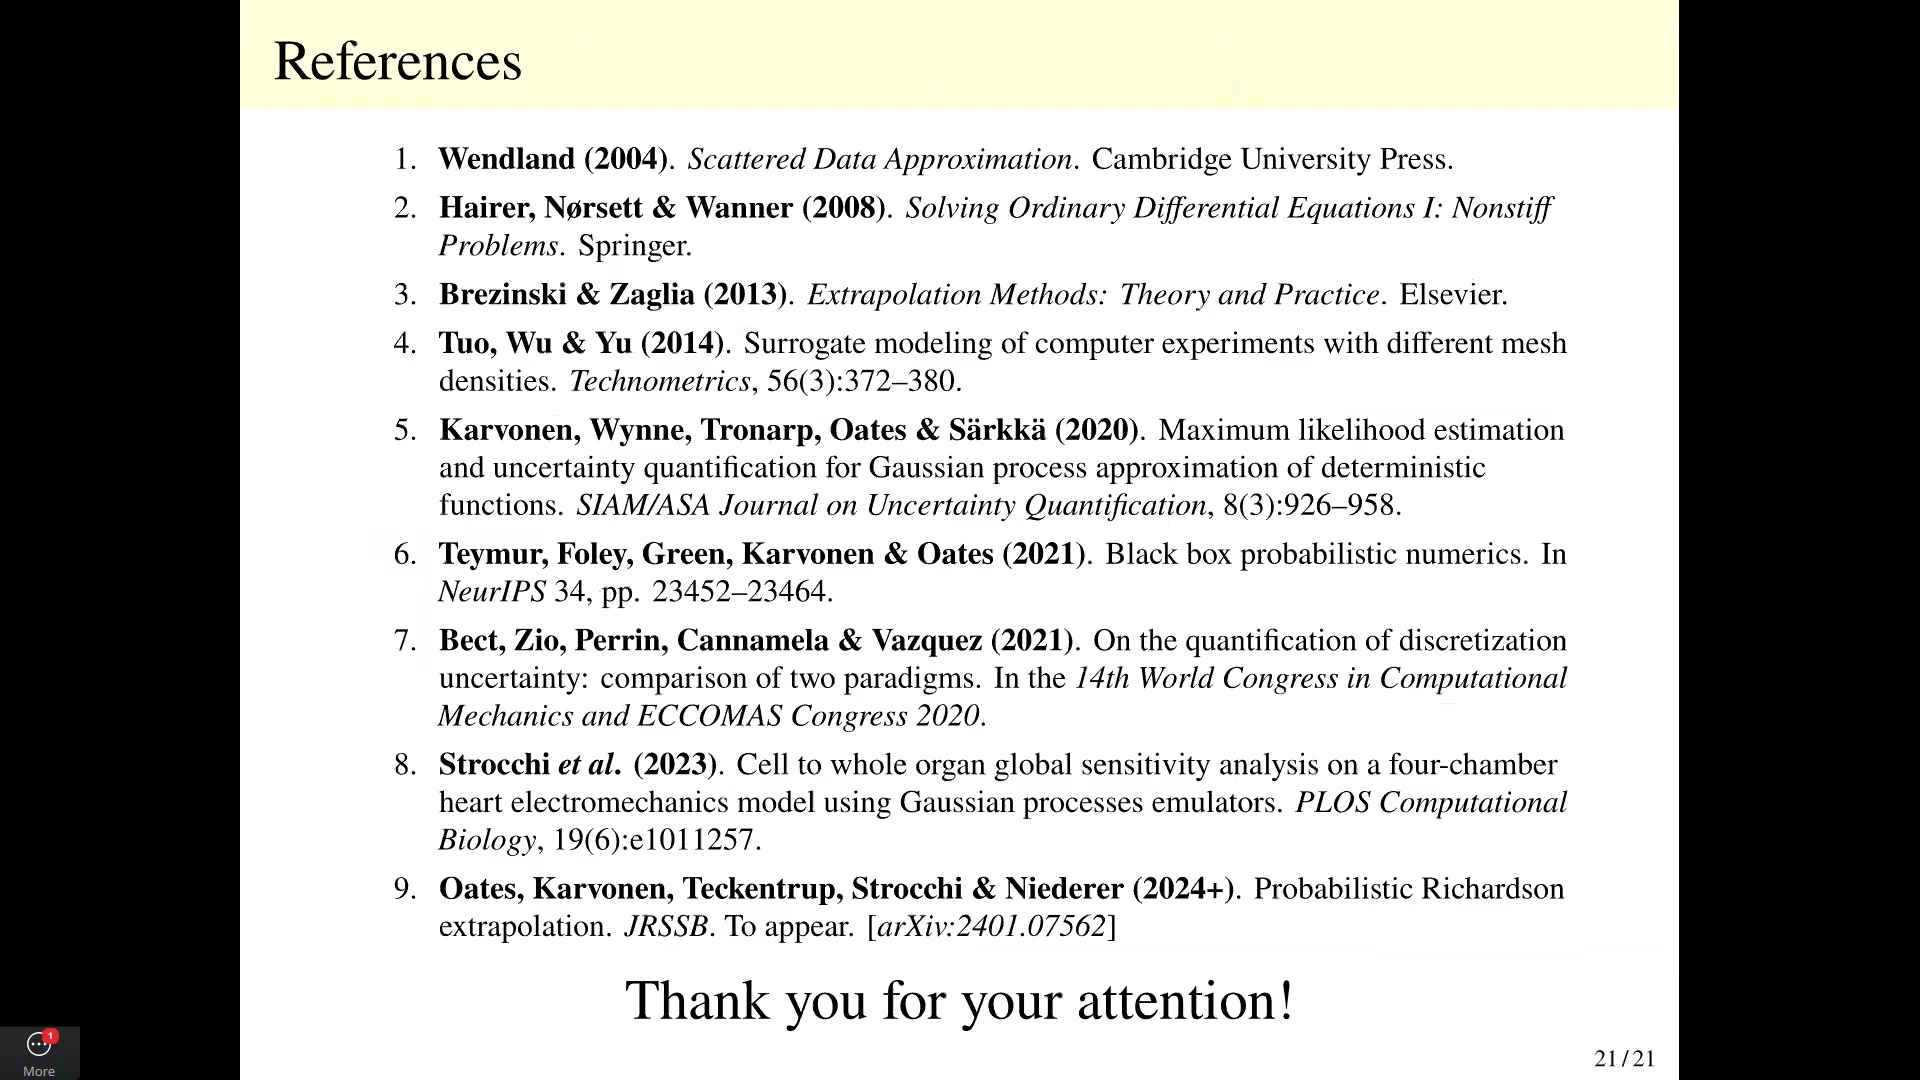 References
1. Wendland (2004). Scattered Data Approximation. Cambridge University Press.
2. Hairer, Nørsett & Wanner (2008). Solving Ordinary Differential Equations I: Nonstiff
Problems. Springer.
3. Brezinski & Zaglia (2013). Extrapolation Methods: Theory and Practice. Elsevier.
4. Tuo, Wu & Yu (2014). Surrogate modeling of computer experiments with different mesh
densities. Technometrics, 56(3):372–380.
5. Karvonen, Wynne, Tronarp, Oates & Särkkä (2020). Maximum likelihood estimation
and uncertainty quantification for Gaussian process approximation of deterministic
functions. SIAM/ASA Journal on Uncertainty Quantification, 8(3):926–958.
6. Teymur, Foley, Green, Karvonen & Oates (2021). Black box probabilistic numerics. In
NeurIPS 34, pp. 23452–23464.
7. Bect, Zio, Perrin, Cannamela & Vazquez (2021). On the quantification of discretization
uncertainty: comparison of two paradigms. In the 14th World Congress in Computational
Mechanics and ECCOMAS Congress 2020.
8. Strocchi et al. (2023). Cell to whole organ global sensitivity analysis on a four-chamber
heart electromechanics model using Gaussian processes emulators. PLOS Computational
Biology, 19(6):e1011257.
9. Oates, Karvonen, Teckentrup, Strocchi & Niederer (2024+). Probabilistic Richardson
extrapolation. JRSSB. To appear. [arXiv:2401.07562]
Thank you for your attention!
1
More
21/21